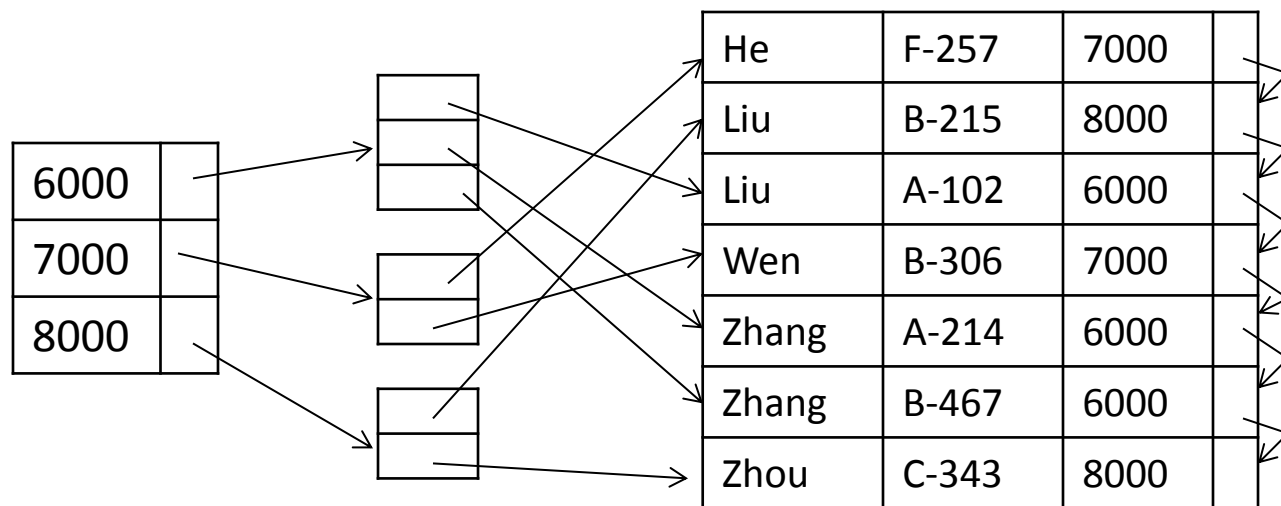 6000
7000
8000
He F-257 7000
Liu B-215 8000
Liu A-102 6000
Wen B-306 7000
Zhang A-214 6000
Zhang B-467 6000
Zhou C-343 8000